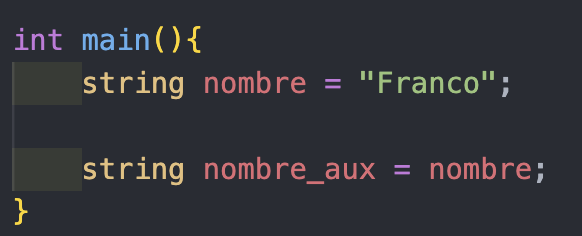 int main(){
    string nombre = "Franco";
    string nombre_aux = nombre;
}